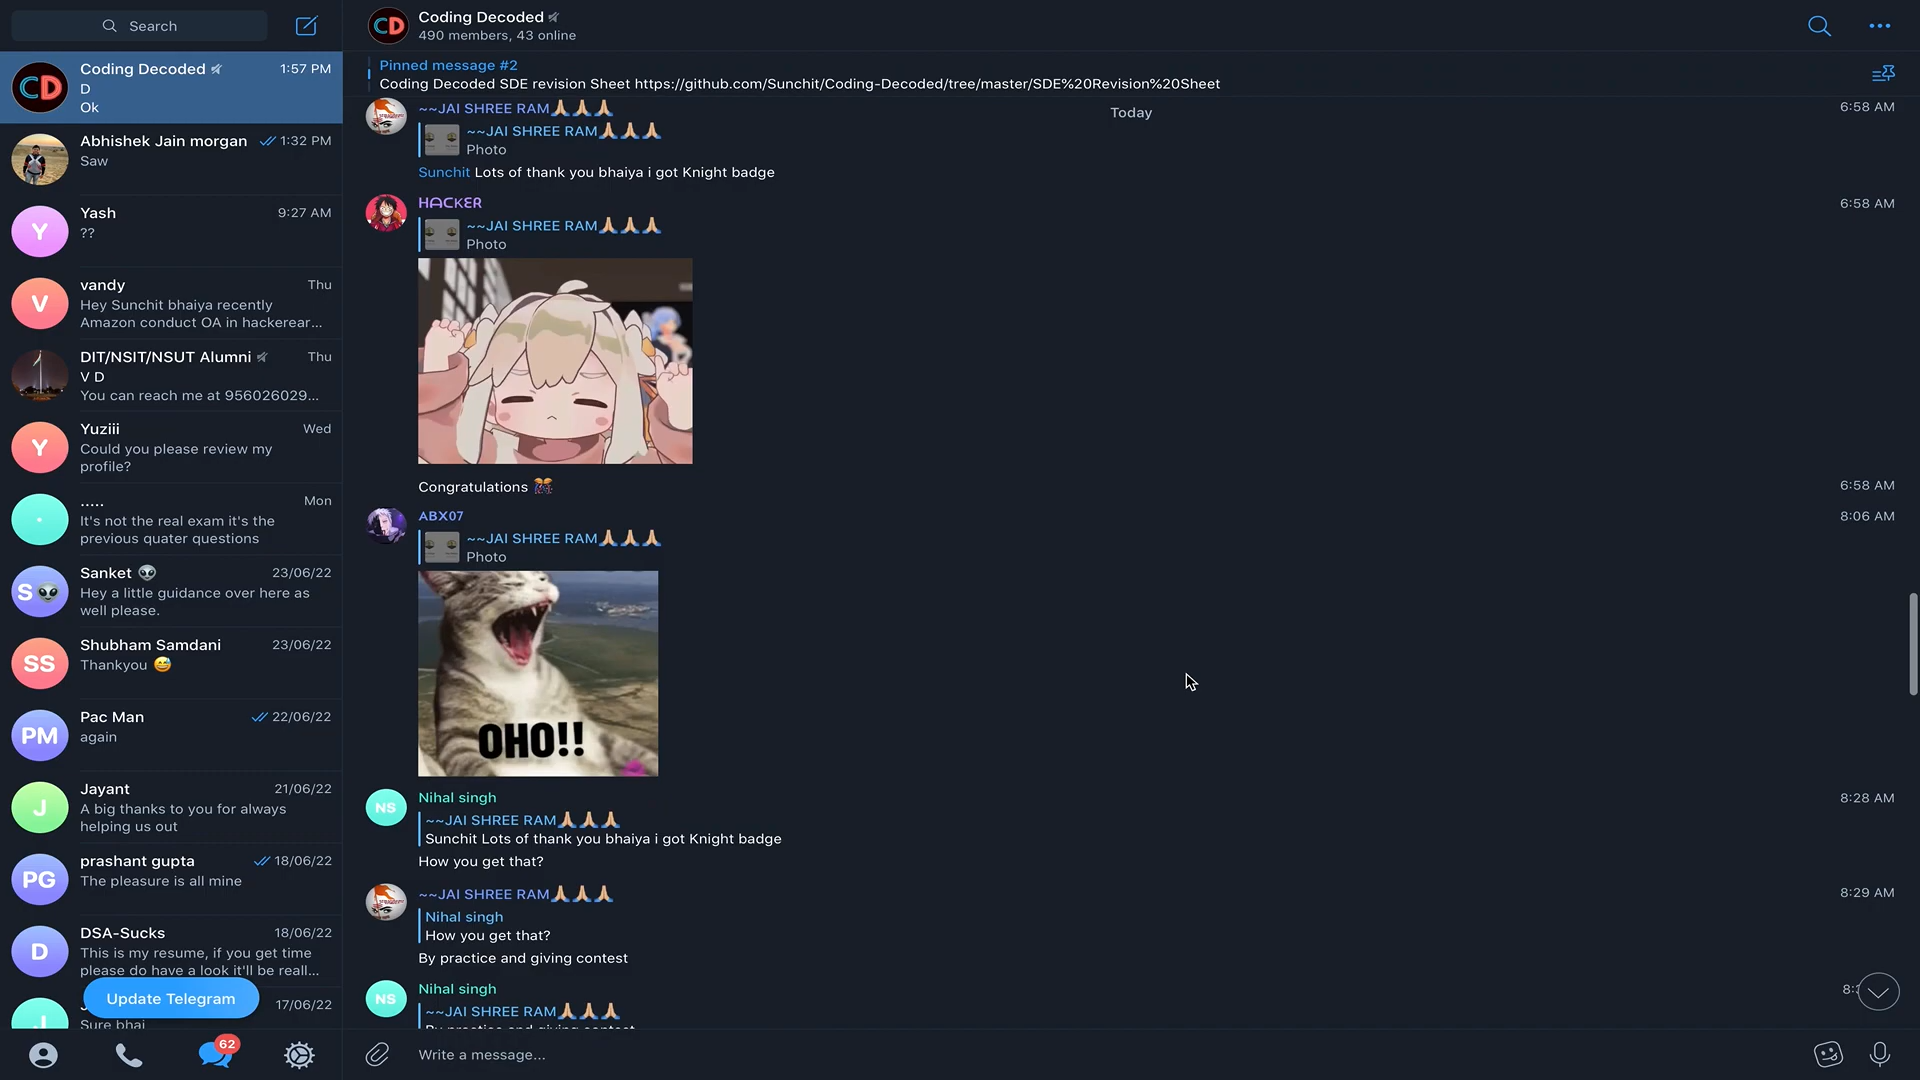 Search
Coding Decoded
1:57 PM
D
Ok
Abhishek Jain morgan
1:32 PM
Saw
Yash
9:27 AM
??
vandy
Thu
Hey Sunchit bhaiya recently
Amazon conduct OA in hackerear...
DIT/NSIT/NSUT Alumni
Thu
V D
You can reach me at 956026029...
Yuziii
Wed
Could you please review my
profile?
.....
Mon
It's not the real exam it's the
previous quater questions
Sanket 👽
23/06/22
Hey a little guidance over here as
well please.
Shubham Samdani
23/06/22
Thankyou 😅
Pac Man
22/06/22
again
Jayant
21/06/22
A big thanks to you for always
helping us out
prashant gupta
18/06/22
The pleasure is all mine
DSA-Sucks
18/06/22
This is my resume, if you get time
please do have a look it'll be reall...
17/06/22
Sure bhai
Update Telegram
62
CD
Y
V
Y
S 👽
SS
PM
J
PG
D
J
CD
Coding Decoded
490 members, 43 online
Pinned message #2
Coding Decoded SDE revision Sheet https://github.com/Sunchit/Coding-Decoded/tree/master/SDE%20Revision%20Sheet
Today
~~JAI SHREE RAM🙏🏼🙏🏼🙏🏼
6:58 AM
~~JAI SHREE RAM🙏🏼🙏🏼🙏🏼
Photo
Sunchit Lots of thank you bhaiya i got Knight badge
HACKER
6:58 AM
~~JAI SHREE RAM🙏🏼🙏🏼🙏🏼
Photo
Congratulations 🎊
6:58 AM
ABX07
8:06 AM
~~JAI SHREE RAM🙏🏼🙏🏼🙏🏼
Photo
OHO!!
NS
Nihal singh
8:28 AM
~~JAI SHREE RAM🙏🏼🙏🏼🙏🏼
Sunchit Lots of thank you bhaiya i got Knight badge
How you get that?
~~JAI SHREE RAM🙏🏼🙏🏼🙏🏼
8:29 AM
Nihal singh
How you get that?
By practice and giving contest
NS
Nihal singh
~~JAI SHREE RAM🙏🏼🙏🏼🙏🏼
By practice and giving contest
Write a message...